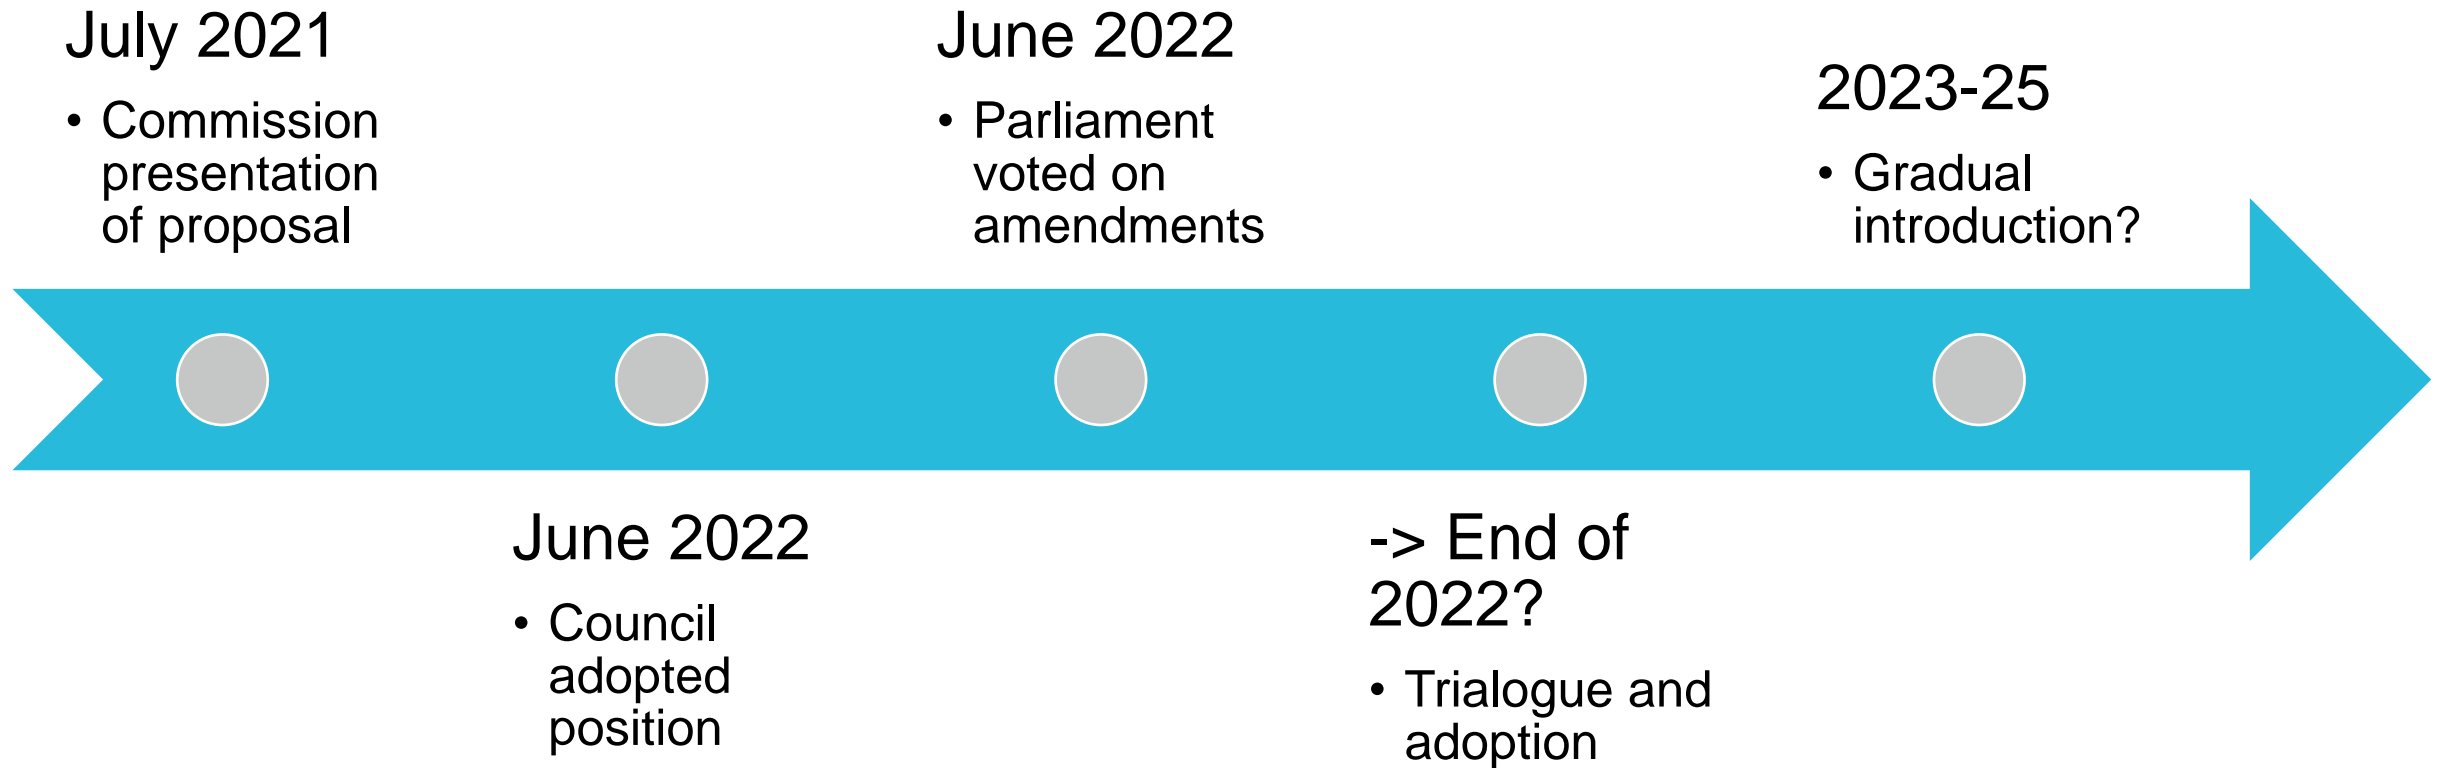 July 2021
• Commission
presentation
of proposal
June 2022
• Council
adopted
position
June 2022
• Parliament
voted on
amendments
-> End of
2022?
• Trialogue and
adoption
2023-25
• Gradual
introduction?